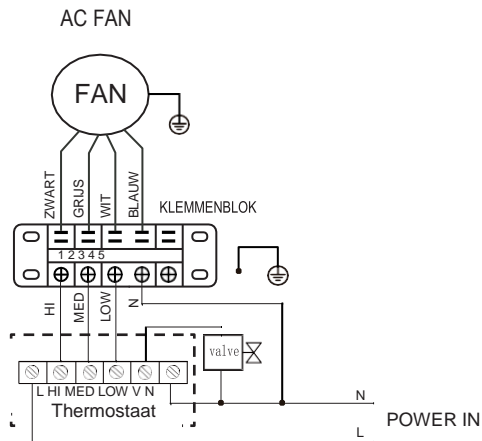 AC FAN
FAN
ZWART
GRIJS
WIT
BLAUW
KLEMMENBLOK
1 2 3 4 5
HI
MED
LOW
N
valve
L HI MED LOW V N
Thermostaat
N
POWER IN
L